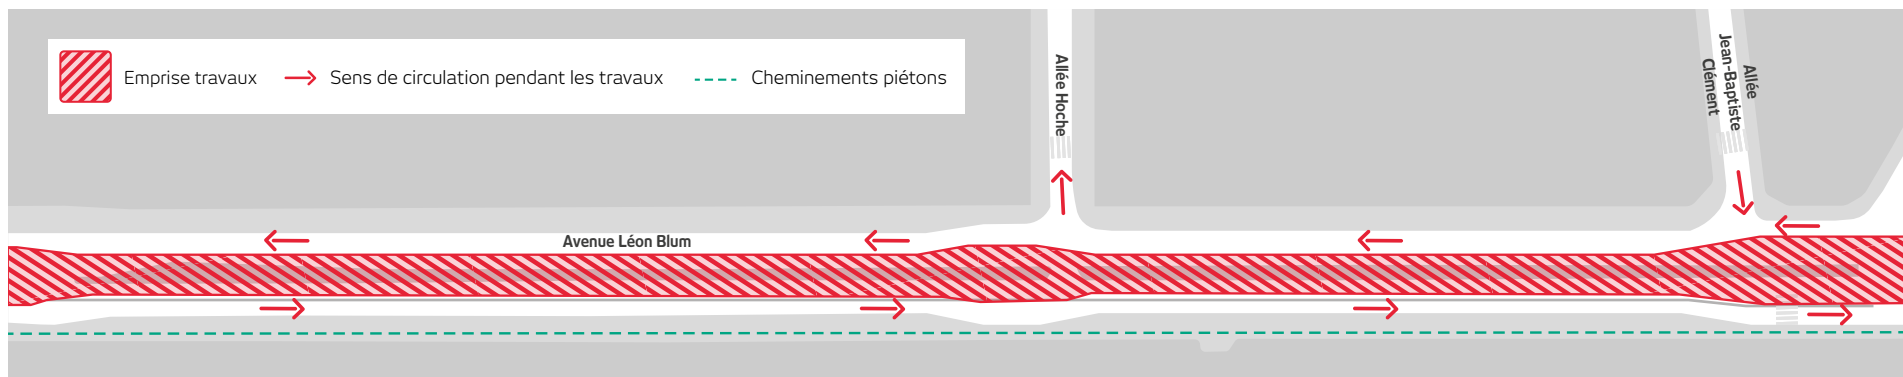 Emprise travaux
Sens de circulation pendant les travaux
Cheminements piétons
Allée Hoche
Allée
Jean-Baptiste
Clément
Avenue Léon Blum